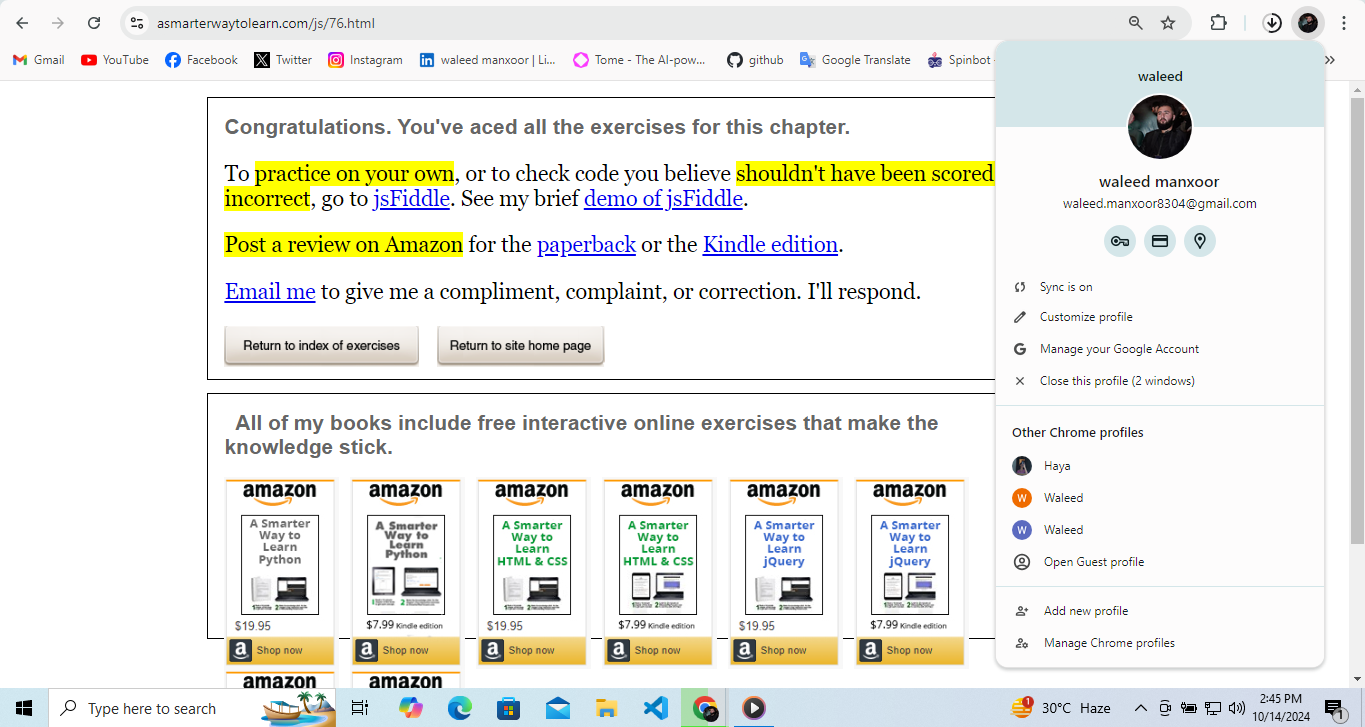 asmarterwaytolearn.com/js/76.html
Gmail YouTube Facebook Twitter Instagram waleed manxoor | Li... Tome - The AI-pow... github Google Translate Spinbot
Congratulations. You've aced all the exercises for this chapter.
To practice on your own, or to check code you believe shouldn't have been scored
incorrect, go to jsFiddle. See my brief demo of jsFiddle.
Post a review on Amazon for the paperback or the Kindle edition.
Email me to give me a compliment, complaint, or correction. I'll respond.
Return to index of exercises Return to site home page
All of my books include free interactive online exercises that make the
knowledge stick.
amazon amazon amazon amazon amazon amazon
A Smarter A Smarter A Smarter A Smarter A Smarter A Smarter
Way to Way to Way to Way to Way to Way to
Learn Learn Learn Learn Learn Learn
Python Python HTML & CSS HTML & CSS jQuery jQuery
$19.95 $7.99 Kindle edition $19.95 $7.99 Kindle edition $19.95 $7.99 Kindle edition
a Shop now a Shop now a Shop now a Shop now a Shop now a Shop now
amazon amazon
waleed
waleed manxoor
waleed.manxoor8304@gmail.com
Sync is on
Customize profile
Manage your Google Account
Close this profile (2 windows)
Other Chrome profiles
Haya
W Waleed
W Waleed
Open Guest profile
Add new profile
Manage Chrome profiles
Type here to search
1 30°C Haze
2:45 PM
10/14/2024
1